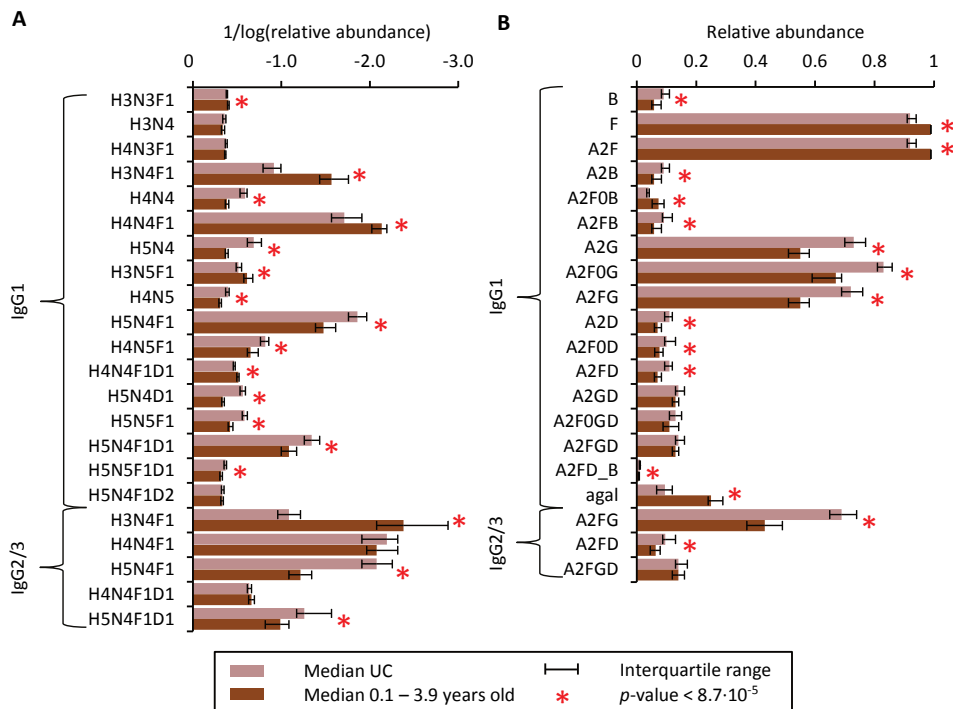 A
1/log(relative abundance)
0 -1.0 -2.0 -3.0
IgG1
H3N3F1
H3N4
H4N3F1
H3N4F1 *
H4N4 *
H4N4F1 *
H5N4 *
H3N5F1 *
H4N5 *
H5N4F1 *
H4N5F1 *
H4N4F1D1 *
H5N4D1 *
H5N5F1 *
H5N4F1D1 *
H5N5F1D1 *
H5N4F1D2
IgG2/3
H3N4F1 *
H4N4F1
H5N4F1 *
H4N4F1D1
H5N4F1D1 *
B
Relative abundance
0 0.2 0.4 0.6 0.8 1
IgG1
B *
F *
A2F *
A2B *
A2F0B *
A2FB *
A2G *
A2F0G *
A2FG *
A2D *
A2F0D *
A2FD *
A2GD
A2F0GD
A2FGD
A2FD_B *
agal *
IgG2/3
A2FG *
A2FD *
A2FGD
Median UC
Interquartile range
Median 0.1 – 3.9 years old
* p-value < 8.7·10⁻⁵